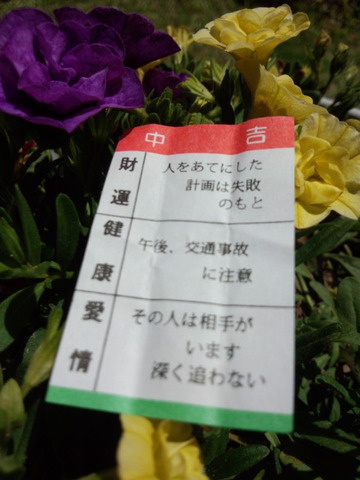 中吉
財運
人をあてにした
計画は失敗
のもと
健康
午後、交通事故
に注意
愛情
その人は相手が
います
深く追わない